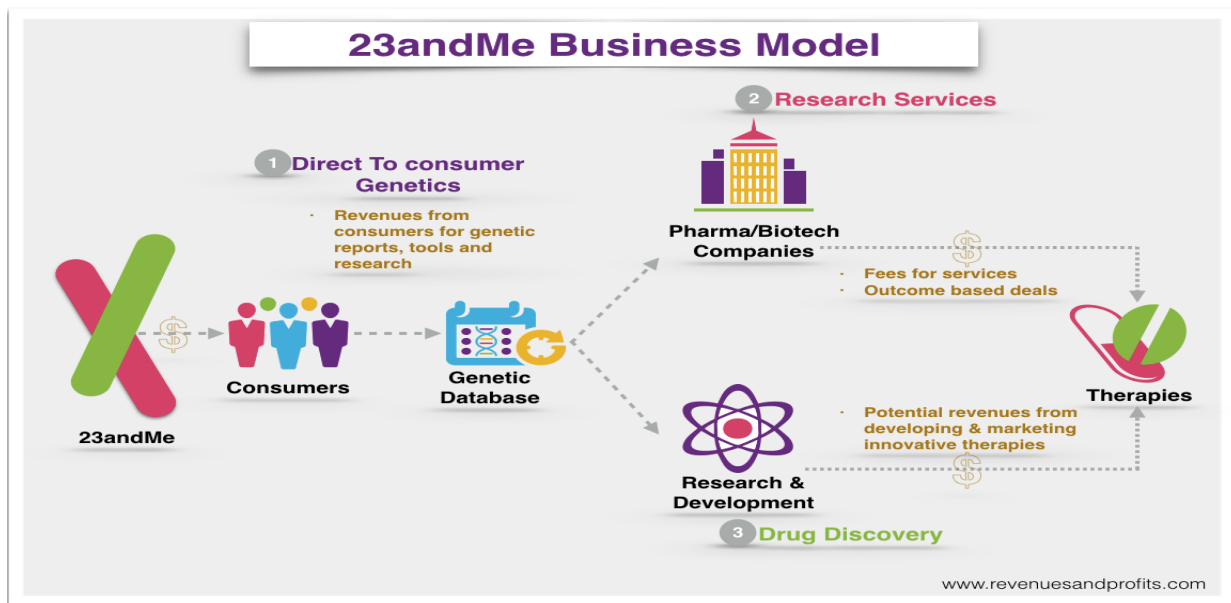 23andMe Business Model
2 Research Services
1 Direct To consumer
Genetics
· Revenues from
consumers for genetic
reports, tools and
research
Pharma/Biotech
Companies
$
· Fees for services
· Outcome based deals
$
Consumers
Genetic
Database
Therapies
23andMe
· Potential revenues from
developing & marketing
innovative therapies
$
Research &
Development
3 Drug Discovery
www.revenuesandprofits.com